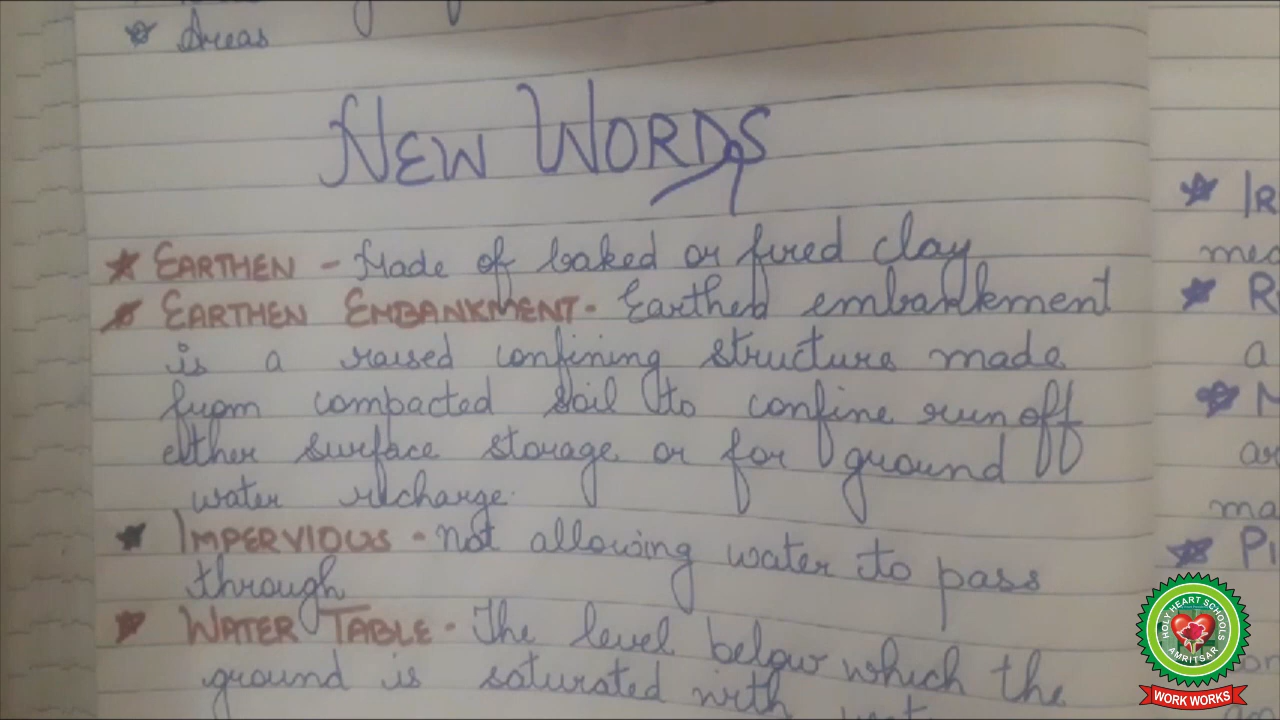 Areas
NEW WORDS
EARTHEN - Made of baked or fired clay
EARTHEN EMBANKMENT - Earthen embankment
is a raised confining structure made
from compacted soil to confine run off
either surface storage or for ground
water recharge.
IMPERVIOUS - not allowing water to pass
through
WATER TABLE - The level below which the
ground is saturated with
a
HOLY HEART SCHOOLS
AMRITSAR
WORK WORKS